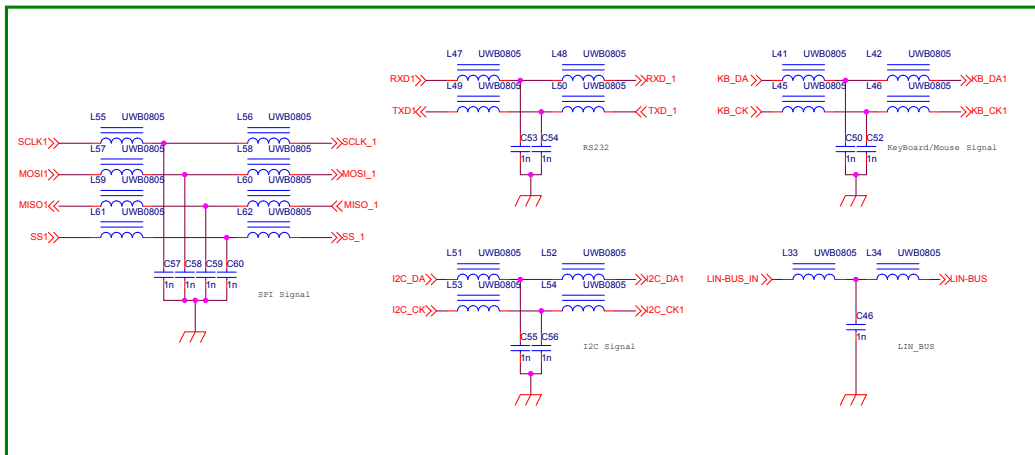 L47 UWB0805 L48 UWB0805
RXD1 RXD_1
L49 UWB0805 L50 UWB0805
TXD1 TXD_1
C53 C54
1n 1n
RS232
L41 UWB0805 L42 UWB0805
KB_DA KB_DA1
L45 UWB0805 L46 UWB0805
KB_CK KB_CK1
C50 C52
1n 1n
KeyBoard/Mouse Signal
L55 UWB0805 L56 UWB0805
SCLK1 SCLK_1
L57 UWB0805 L58 UWB0805
MOSI1 MOSI_1
L59 UWB0805 L60 UWB0805
MISO1 MISO_1
L61 UWB0805 L62 UWB0805
SS1 SS_1
C57 C58 C59 C60
1n 1n 1n 1n
SPI Signal
L51 UWB0805 L52 UWB0805
I2C_DA I2C_DA1
L53 UWB0805 L54 UWB0805
I2C_CK I2C_CK1
C55 C56
1n 1n
I2C Signal
L33 UWB0805 L34 UWB0805
LIN-BUS_IN LIN-BUS
C46
1n
LIN_BUS